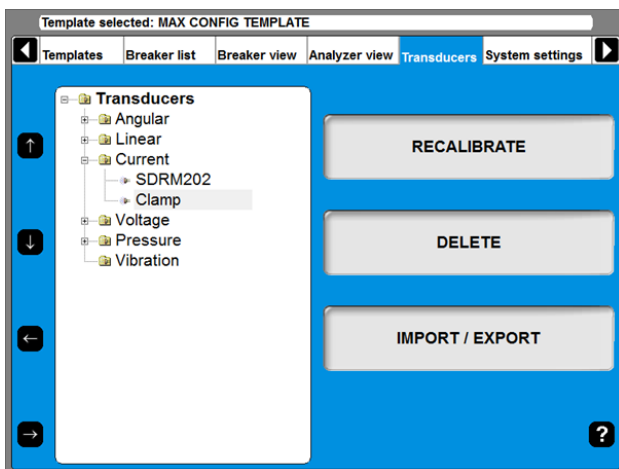 Template selected: MAX CONFIG TEMPLATE
Templates Breaker list Breaker view Analyzer view Transducers System settings
Transducers
Angular
Linear
Current
SDRM202
Clamp
Voltage
Pressure
Vibration
RECALIBRATE
DELETE
IMPORT / EXPORT
?